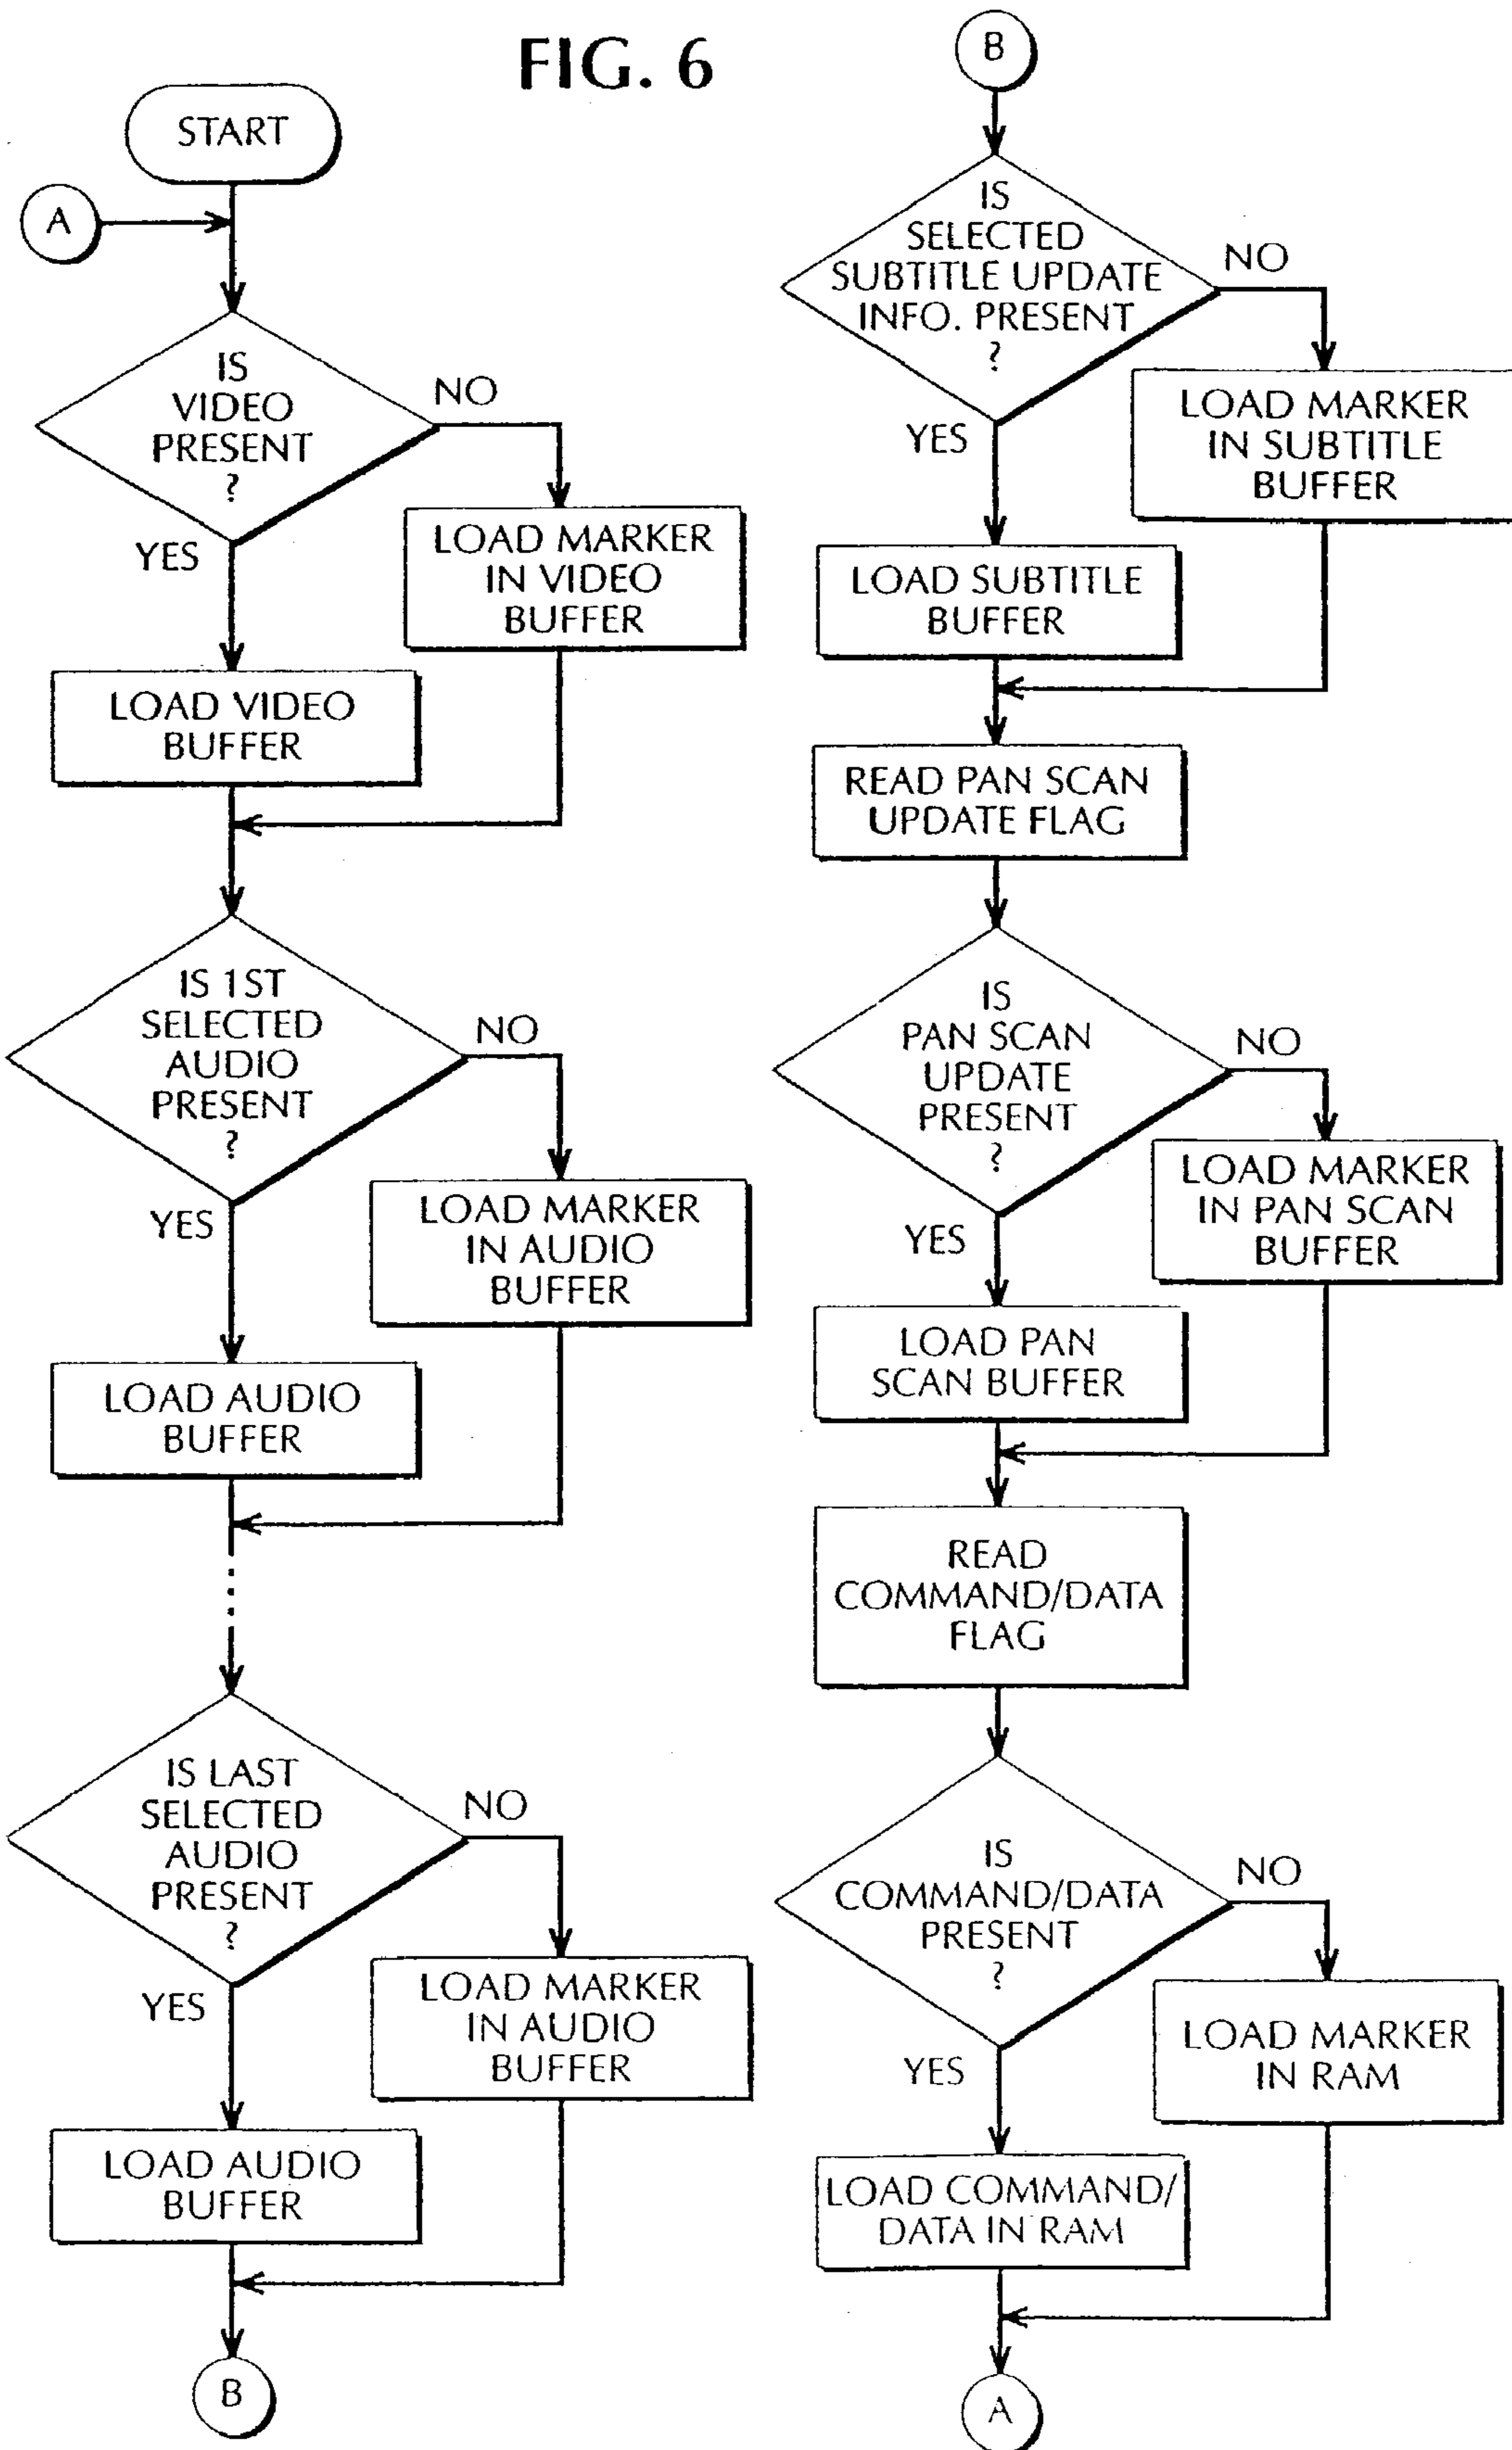 FIG. 6
START
A
IS
VIDEO
PRESENT
?
NO
YES
LOAD MARKER
IN VIDEO
BUFFER
LOAD VIDEO
BUFFER
IS 1ST
SELECTED
AUDIO
PRESENT
?
NO
YES
LOAD MARKER
IN AUDIO
BUFFER
LOAD AUDIO
BUFFER
IS LAST
SELECTED
AUDIO
PRESENT
?
NO
YES
LOAD MARKER
IN AUDIO
BUFFER
LOAD AUDIO
BUFFER
B
B
IS
SELECTED
SUBTITLE UPDATE
INFO. PRESENT
?
NO
YES
LOAD MARKER
IN SUBTITLE
BUFFER
LOAD SUBTITLE
BUFFER
READ PAN SCAN
UPDATE FLAG
IS
PAN SCAN
UPDATE
PRESENT
?
NO
YES
LOAD MARKER
IN PAN SCAN
BUFFER
LOAD PAN
SCAN BUFFER
READ
COMMAND/DATA
FLAG
IS
COMMAND/DATA
PRESENT
?
NO
YES
LOAD MARKER
IN RAM
LOAD COMMAND/
DATA IN RAM
A